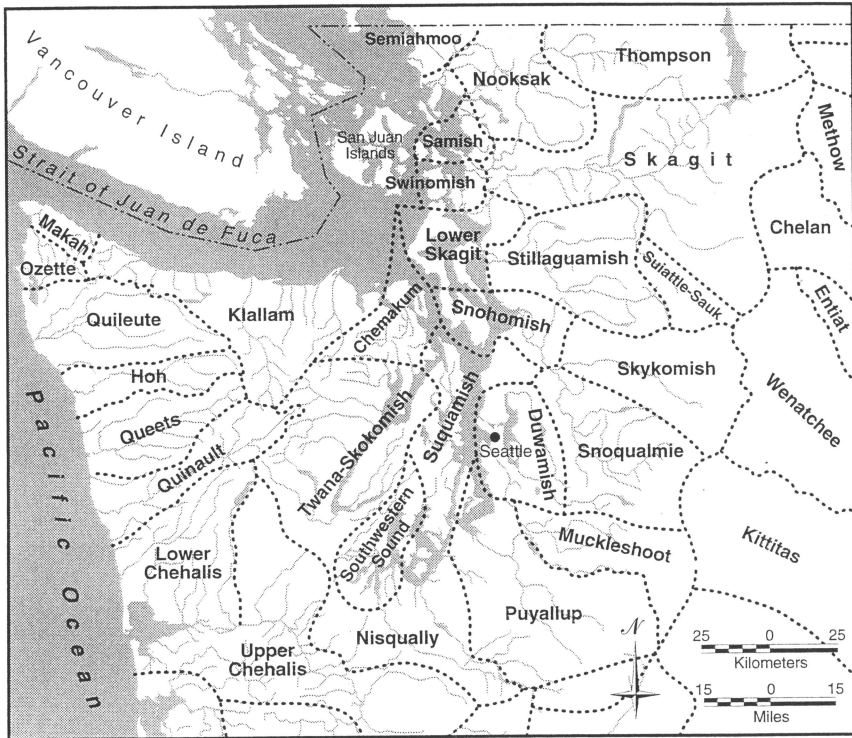 Semiahmoo
Nooksak
Thompson
Vancouver Island
San Juan
Islands
Samish
Skagit
Methow
Swinomish
Strait of Juan de Fuca
Makah
Ozette
Lower
Skagit
Stillaguamish
Suiattle-Sauk
Chelan
Entiat
Quileute
Klallam
Chemakum
Snohomish
Hoh
Skykomish
Wenatchee
Queets
Twana-Skokomish
Suquamish
Seattle
Duwamish
Snoqualmie
Quinault
Pacific Ocean
Southwestern
Sound
Muckleshoot
Kittitas
Lower
Chehalis
Puyallup
Nisqually
Upper
Chehalis
N
25 0 25
Kilometers
15 0 15
Miles